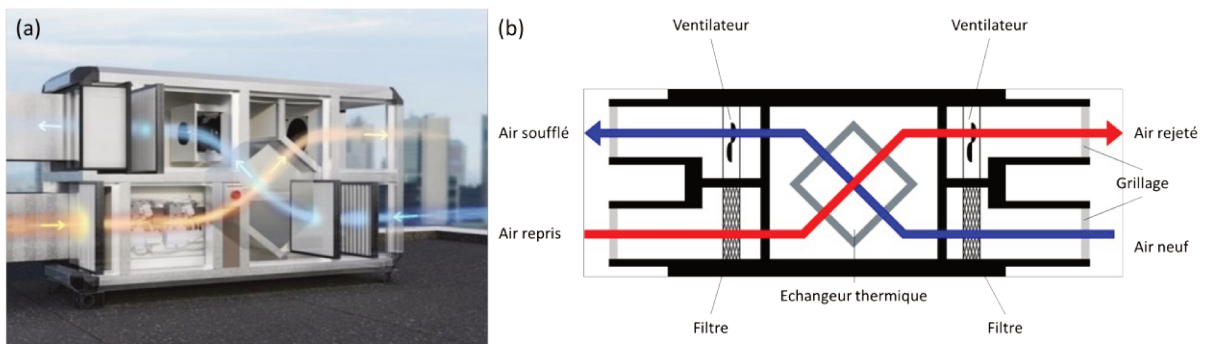 (a)
(b)
Ventilateur
Ventilateur
Air soufflé
Air rejeté
Grillage
Air repris
Air neuf
Echangeur thermique
Filtre
Filtre